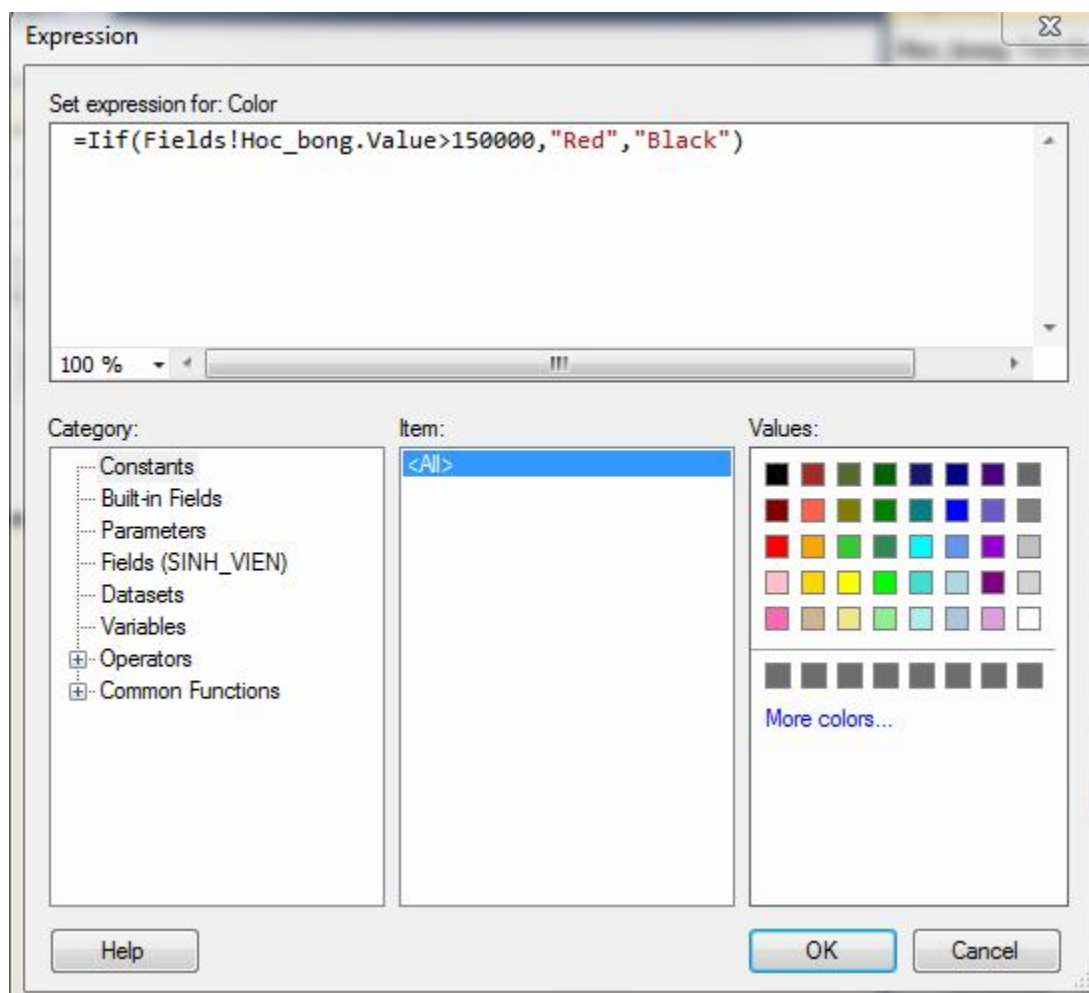 Expression
Set expression for: Color
=Iif(Fields!Hoc_bong.Value>150000,"Red","Black")
100 %
Category:
Item:
Values:
Constants
<All>
Built-in Fields
Parameters
Fields (SINH_VIEN)
Datasets
Variables
Operators
Common Functions
More colors...
Help
OK
Cancel